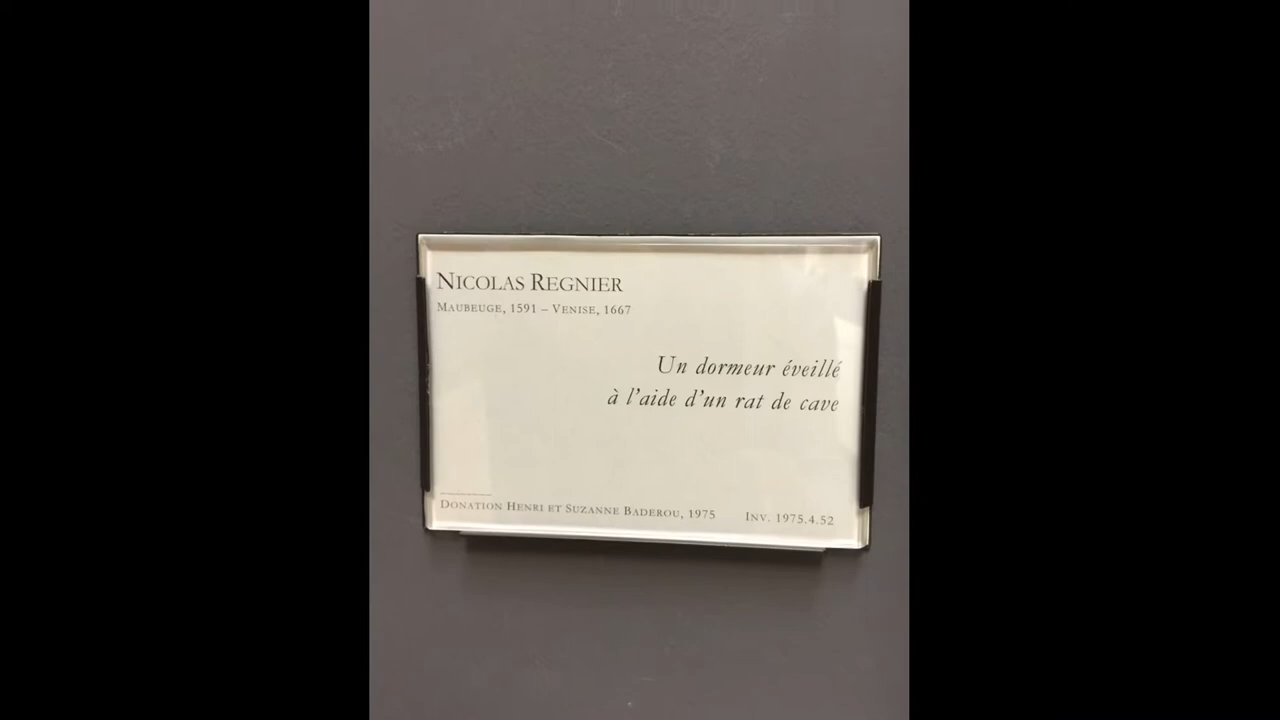 NICOLAS REGNIER
MAUBEUGE, 1591 – VENISE, 1667
Un dormeur éveillé
à l'aide d'un rat de cave
DONATION HENRI ET SUZANNE BADEROU, 1975 INV. 1975.4.52